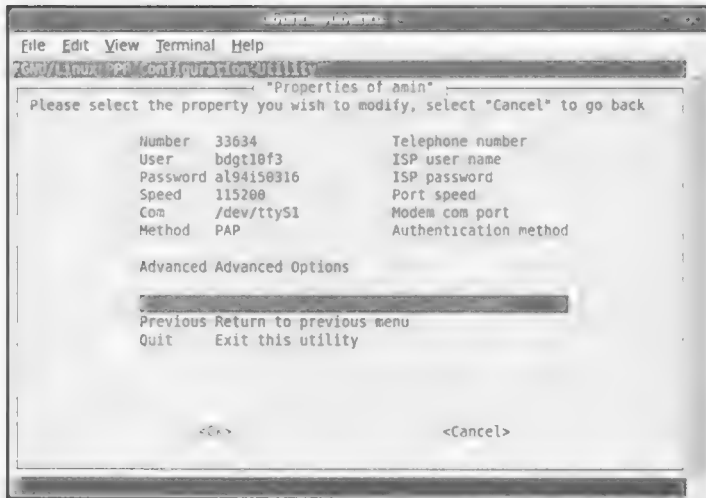 File Edit View Terminal Help
GNU/Linux PPP Configuration Utility
"Properties of amin"
Please select the property you wish to modify, select "Cancel" to go back
Number 33634 Telephone number
User bdgt10f3 ISP user name
Password al94i50316 ISP password
Speed 115200 Port speed
Com /dev/ttyS1 Modem com port
Method PAP Authentication method
Advanced Advanced Options
Previous Return to previous menu
Quit Exit this utility
<Ok> <Cancel>